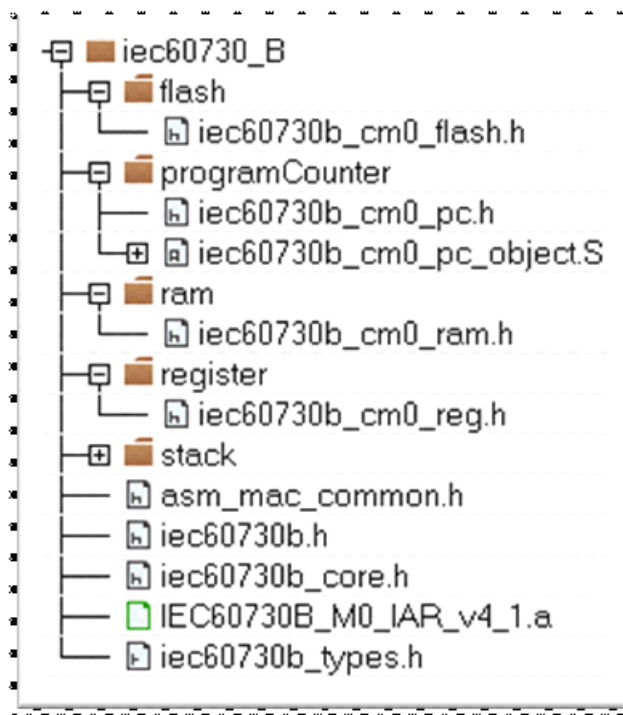 iec60730_B
flash
iec60730b_cm0_flash.h
programCounter
iec60730b_cm0_pc.h
iec60730b_cm0_pc_object.S
ram
iec60730b_cm0_ram.h
register
iec60730b_cm0_reg.h
stack
asm_mac_common.h
iec60730b.h
iec60730b_core.h
IEC60730B_M0_IAR_v4_1.a
iec60730b_types.h